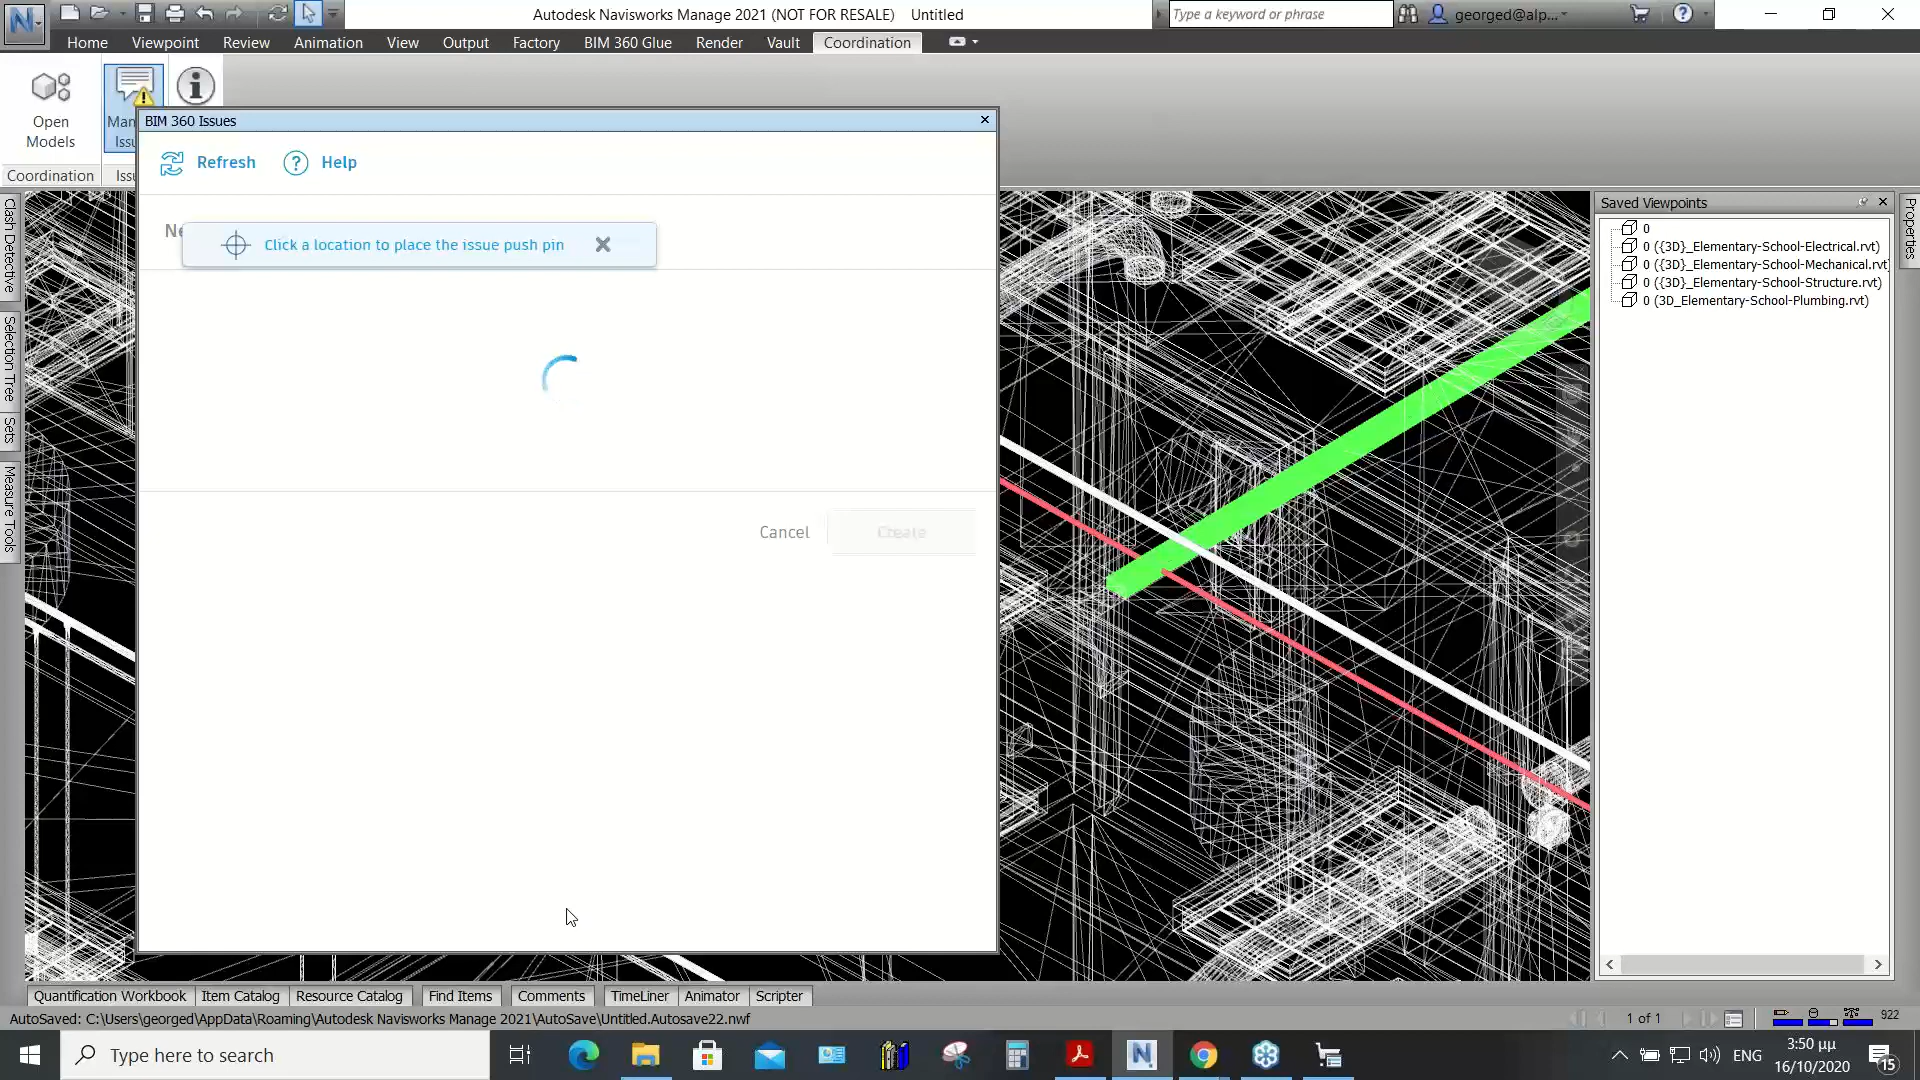 Autodesk Navisworks Manage 2021 (NOT FOR RESALE) Untitled
Type a keyword or phrase
georged@alp...
Home Viewpoint Review Animation View Output Factory BIM 360 Glue Render Vault Coordination
Open
Models
Man
Issu
Coordination
Issu
BIM 360 Issues
Refresh
Help
Ne
Click a location to place the issue push pin
Cancel
Create
Clash Detective
Selection Tree
Sets
Measure Tools
Saved Viewpoints
0
0 ({3D}_Elementary-School-Electrical.rvt)
0 ({3D}_Elementary-School-Mechanical.rvt
0 ({3D}_Elementary-School-Structure.rvt)
0 (3D_Elementary-School-Plumbing.rvt)
Properties
Quantification Workbook Item Catalog Resource Catalog Find Items Comments TimeLiner Animator Scripter
AutoSaved: C:\Users\georged\AppData\Roaming\Autodesk Navisworks Manage 2021\AutoSave\Untitled.Autosave22.nwf
1 of 1
922
Type here to search
ENG
3:50 μμ
16/10/2020
15